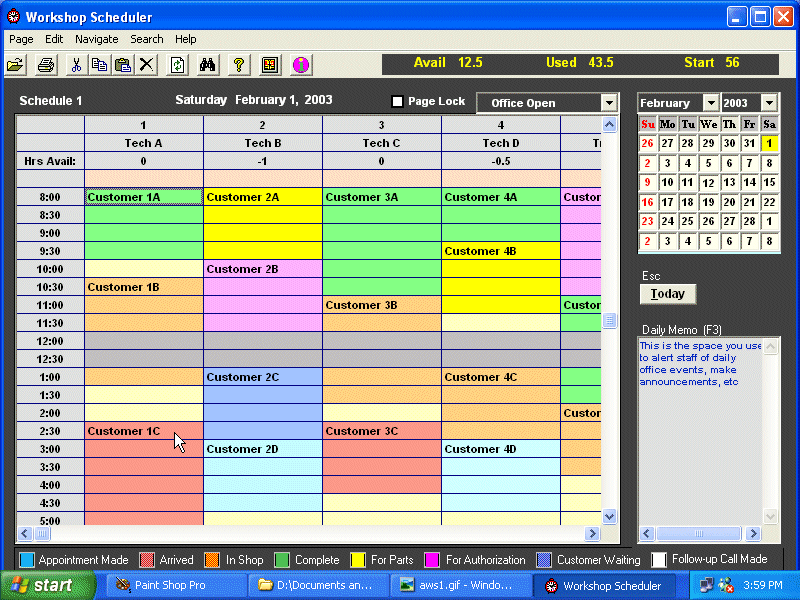 Workshop Scheduler
Page Edit Navigate Search Help
Avail 12.5 Used 43.5 Start 56
Schedule 1 Saturday February 1, 2003 Page Lock Office Open
February 2003
1 2 3 4
Tech A Tech B Tech C Tech D
Hrs Avail: 0 -1 0 -0.5
Su Mo Tu We Th Fr Sa
26 27 28 29 30 31 1
2 3 4 5 6 7 8
9 10 11 12 13 14 15
16 17 18 19 20 21 22
23 24 25 26 27 28 1
2 3 4 5 6 7 8
8:00 Customer 1A Customer 2A Customer 3A Customer 4A Custor
8:30
9:00
9:30 Customer 4B
10:00 Customer 2B
10:30 Customer 1B
11:00 Customer 3B Custor
11:30
12:00
12:30
1:00 Customer 2C Customer 4C
1:30
2:00 Custor
2:30 Customer 1C Customer 3C
3:00 Customer 2D Customer 4D
3:30
4:00
4:30
5:00
Esc
Today
Daily Memo (F3)
This is the space you use
to alert staff of daily
office events, make
announcements, etc
Appointment Made Arrived In Shop Complete For Parts For Authorization Customer Waiting Follow-up Call Made
start Paint Shop Pro D:\Documents an... aws1.gif - Windo... Workshop Scheduler 3:59 PM